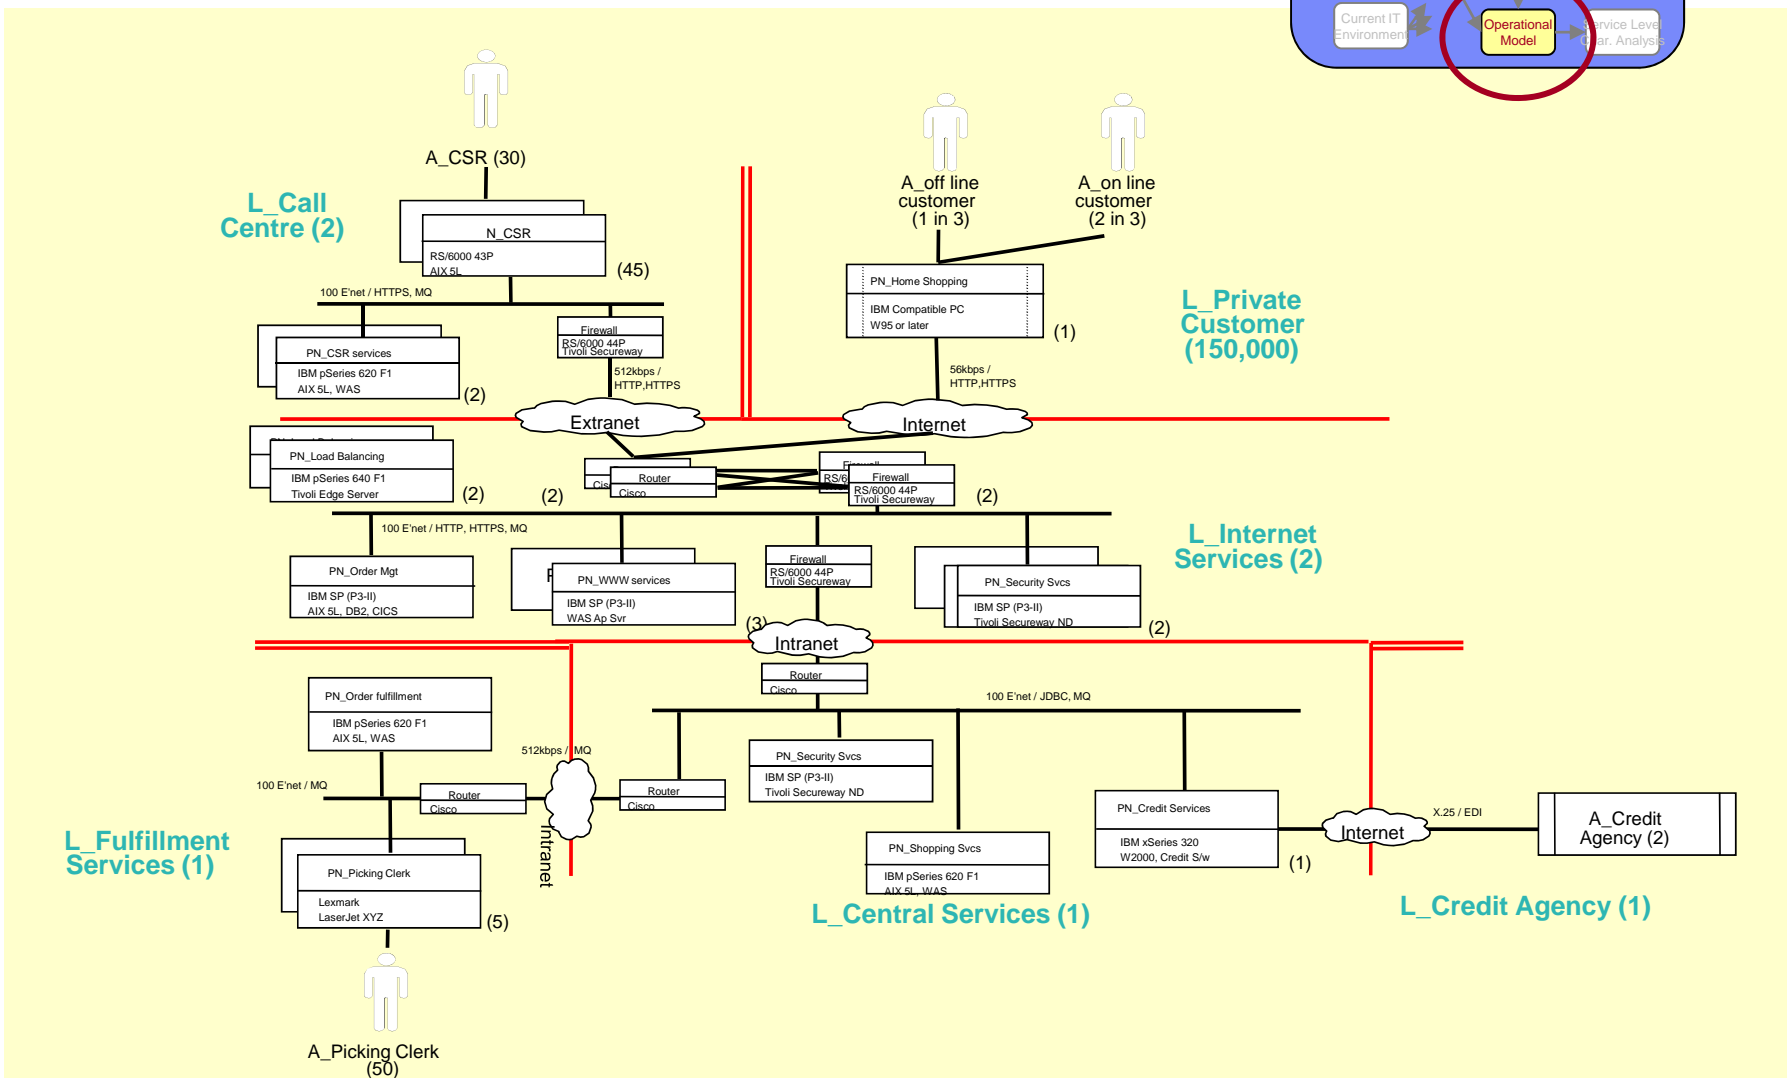 Current IT
Environment
Operational
Model
Service Level
Char. Analysis
A_CSR (30)
L_Call
Centre (2)
N_CSR
RS/6000 43P
AIX 5L
(45)
100 E'net / HTTPS, MQ
PN_CSR services
IBM pSeries 620 F1
AIX 5L, WAS
(2)
Firewall
RS/6000 44P
Tivoli Secureway
512kbps /
HTTP,HTTPS
A_off line
customer
(1 in 3)
A_on line
customer
(2 in 3)
PN_Home Shopping
IBM Compatible PC
W95 or later
(1)
L_Private
Customer
(150,000)
56kbps /
HTTP,HTTPS
Extranet
Internet
PN_Load Balancing
IBM pSeries 640 F1
Tivoli Edge Server
(2)
(2)
Cis
Router
Cisco
Firewall
RS/6
Firewall
RS/6000 44P
Tivoli Secureway
(2)
100 E'net / HTTP, HTTPS, MQ
L_Internet
Services (2)
PN_Order Mgt
IBM SP (P3-II)
AIX 5L, DB2, CICS
PN_WWW services
IBM SP (P3-II)
WAS Ap Svr
(3)
Firewall
RS/6000 44P
Tivoli Secureway
PN_Security Svcs
IBM SP (P3-II)
Tivoli Secureway ND
(2)
Intranet
Router
Cisco
100 E'net / JDBC, MQ
PN_Order fulfillment
IBM pSeries 620 F1
AIX 5L, WAS
512kbps / MQ
100 E'net / MQ
Router
Cisco
Intranet
Router
Cisco
PN_Security Svcs
IBM SP (P3-II)
Tivoli Secureway ND
PN_Credit Services
IBM xSeries 320
W2000, Credit S/w
(1)
Internet
X.25 / EDI
A_Credit
Agency (2)
L_Fulfillment
Services (1)
PN_Picking Clerk
Lexmark
LaserJet XYZ
(5)
PN_Shopping Svcs
IBM pSeries 620 F1
AIX 5L, WAS
L_Central Services (1)
L_Credit Agency (1)
A_Picking Clerk
(50)